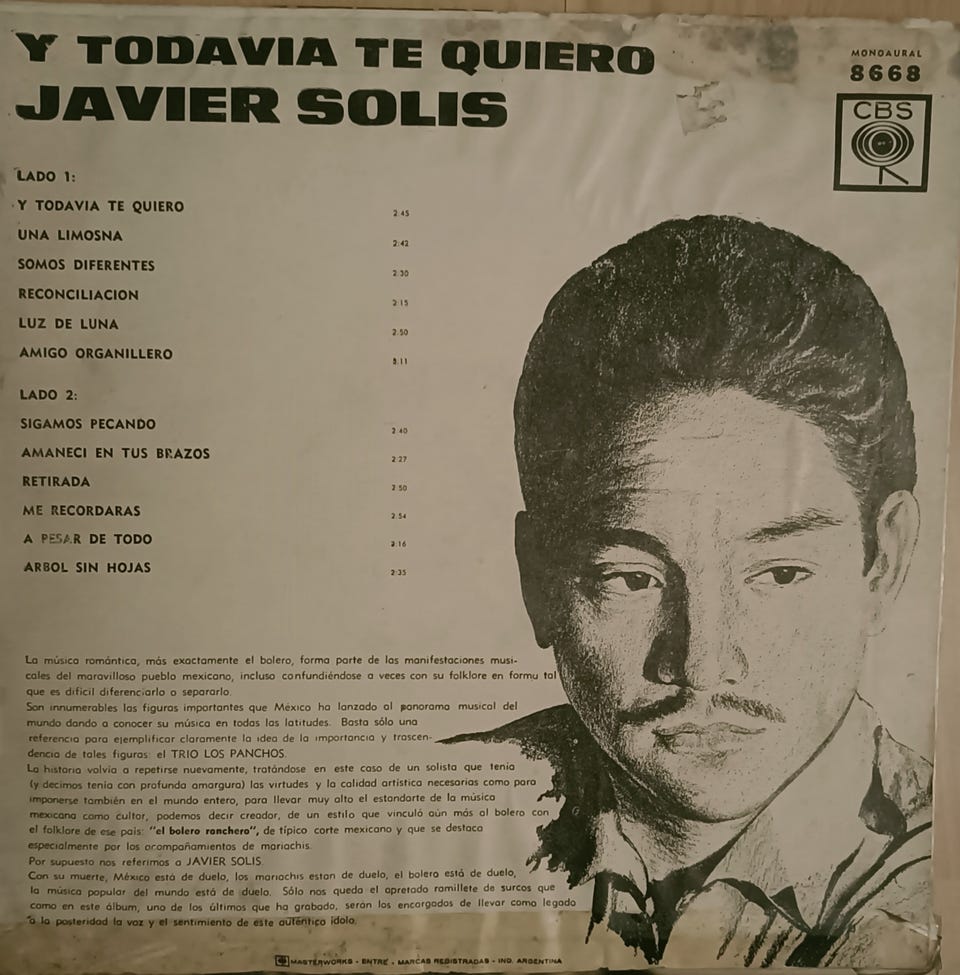 Y TODAVIA TE QUIERO
JAVIER SOLIS
MONOAURAL
8668
CBS
LADO 1:
Y TODAVIA TE QUIERO 2:45
UNA LIMOSNA 2:42
SOMOS DIFERENTES 2:30
RECONCILIACION 2:15
LUZ DE LUNA 2:50
AMIGO ORGANILLERO
LADO 2:
SIGAMOS PECANDO 2:40
AMANECI EN TUS BRAZOS 2:27
RETIRADA 2:50
ME RECORDARAS 2:54
A PESAR DE TODO
ARBOL SIN HOJAS 2:35
La música romántica, más exactamente el bolero, forma parte de las manifestaciones musi-
cales del maravilloso pueblo mexicano, incluso confundiéndose a veces con su folklore en formu tal
que es dificil diferenciarlo o separarlo.
Son innumerables las figuras importantes que México ha lanzado al panorama musical del
mundo dando a conocer su música en todas las latitudes. Basta sólo una
referencia para ejemplificar claramente la idea de la importancia y trascen-
dencia de tales figuras: el TRIO LOS PANCHOS.
La historia volvía a repetirse nuevamente, tratándose en este caso de un solista que tenía
(y decimos tenía con profunda amargura) las virtudes y la calidad artística necesarias como para
imponerse también en el mundo entero, para llevar muy alto el estandarte de la música
mexicana como cultor, podemos decir creador, de un estilo que vinculó aún más al bolero con
el folklore de ese país: "el bolero ranchero", de típico corte mexicano y que se destaca
especialmente por los acompañamientos de mariachis.
Por supuesto nos referimos a JAVIER SOLIS.
Con su muerte, México está de duelo, los mariachis estan de duelo, el bolero está de duelo,
la música popular del mundo está de duelo. Sólo nos queda el apretado ramillete de surcos que
como en este álbum, uno de los últimos que ha grabado, serán los encargados de llevar como legado
a la posteridad la voz y el sentimiento de este auténtico ídolo.
MASTERWORKS - ENTRÉ - MARCAS REGISTRADAS - IND. ARGENTINA